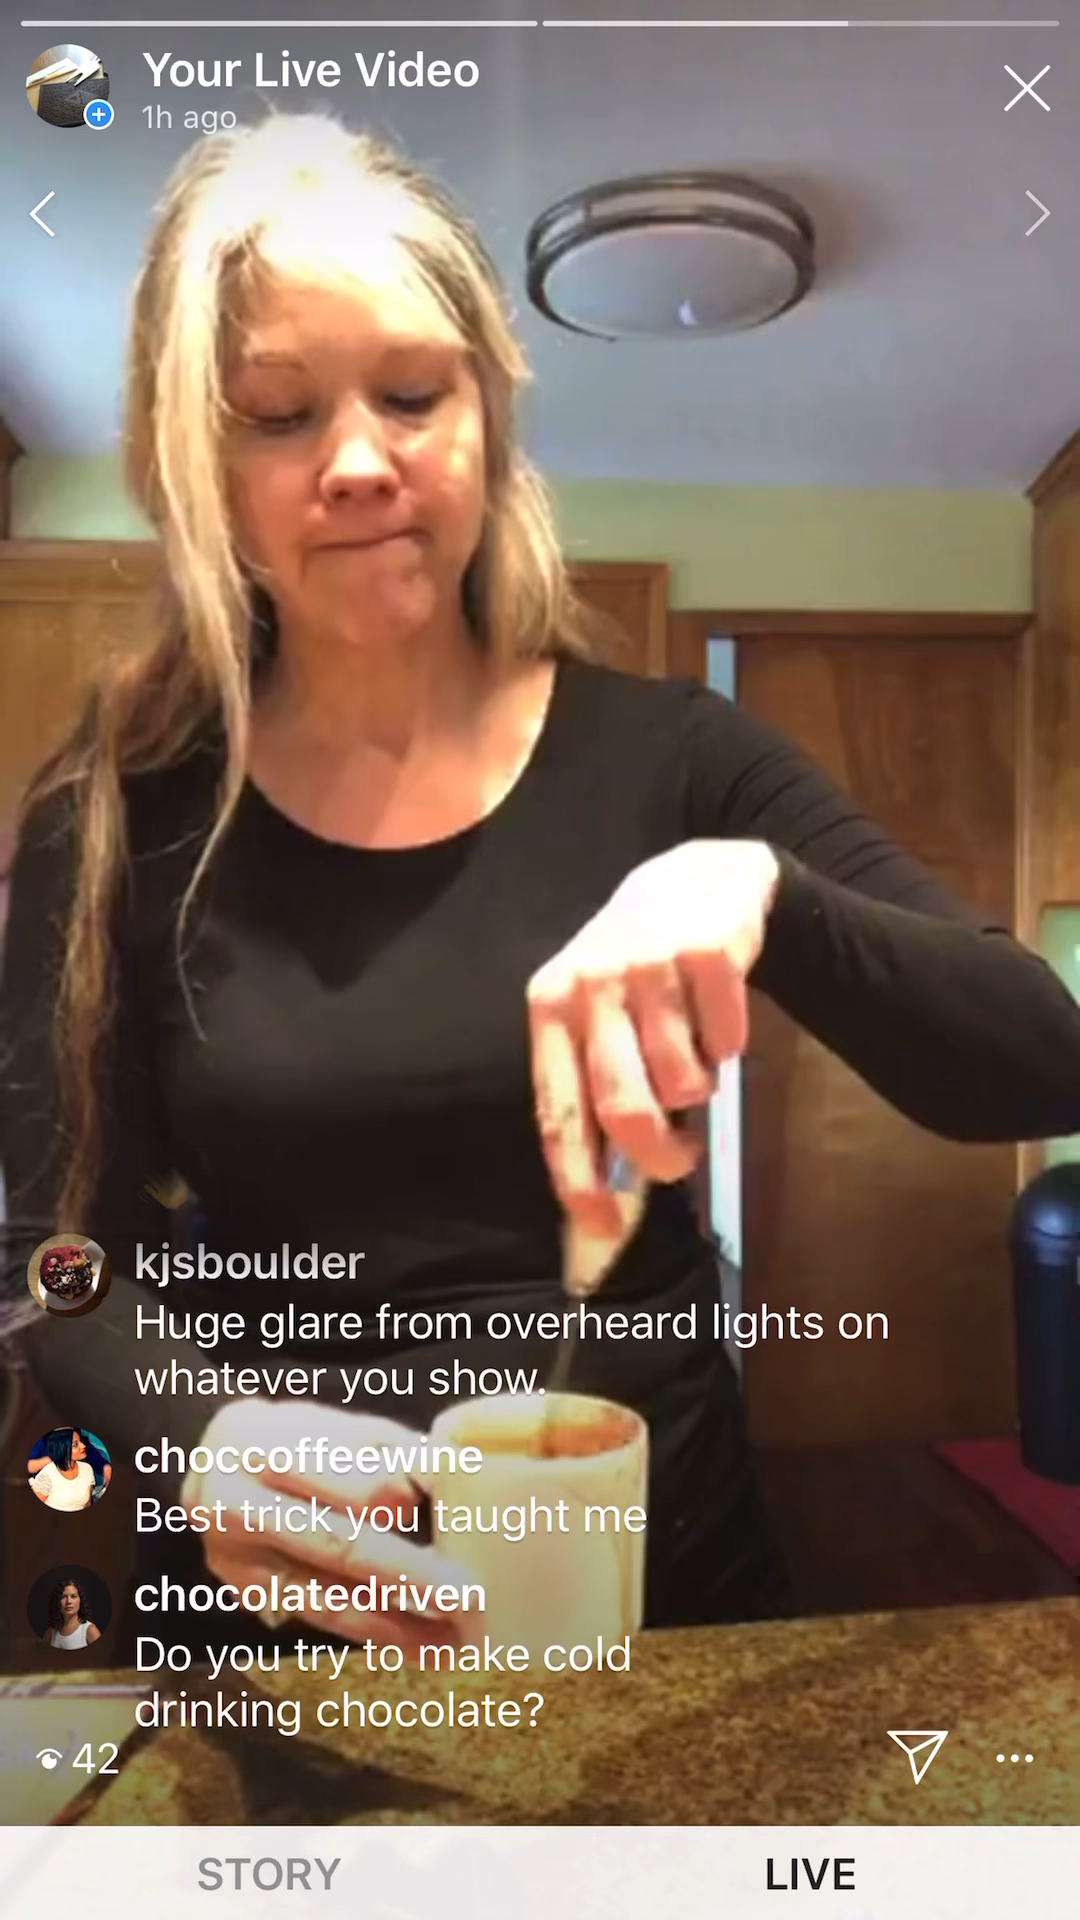 Your Live Video
1h ago
kjsboulder
Huge glare from overheard lights on
whatever you show.
choccoffeewine
Best trick you taught me
chocolatedriven
Do you try to make cold
drinking chocolate?
42
STORY
LIVE